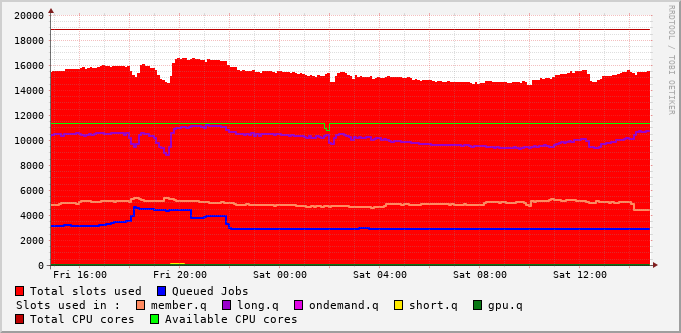 20000
18000
16000
14000
12000
10000
8000
6000
4000
2000
0
Fri 16:00 Fri 20:00 Sat 00:00 Sat 04:00 Sat 08:00 Sat 12:00
RRDTOOL / TOBI OETIKER
Total slots used Queued Jobs
Slots used in : member.q long.q ondemand.q short.q gpu.q
Total CPU cores Available CPU cores